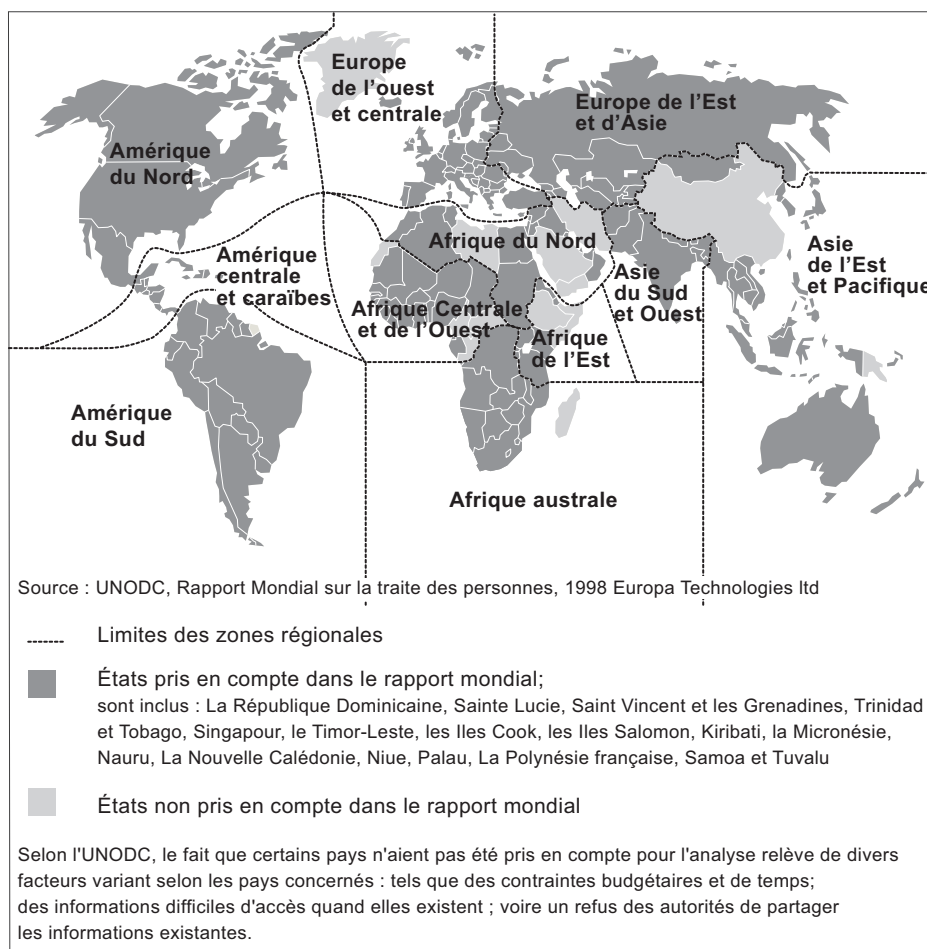 Europe
de l'ouest
et centrale
Europe de l'Est
et d'Asie
Amérique
du Nord
Amérique
centrale
et caraïbes
Afrique du Nord
Asie
de l'Est
et Pacifique
Asie
du Sud
et Ouest
Afrique Centrale
et de l'Ouest
Afrique
de l'Est
Amérique
du Sud
Afrique australe
Source : UNODC, Rapport Mondial sur la traite des personnes, 1998 Europa Technologies ltd
Limites des zones régionales
États pris en compte dans le rapport mondial;
sont inclus : La République Dominicaine, Sainte Lucie, Saint Vincent et les Grenadines, Trinidad
et Tobago, Singapour, le Timor-Leste, les Iles Cook, les Iles Salomon, Kiribati, la Micronésie,
Nauru, La Nouvelle Calédonie, Niue, Palau, La Polynésie française, Samoa et Tuvalu
États non pris en compte dans le rapport mondial
Selon l'UNODC, le fait que certains pays n'aient pas été pris en compte pour l'analyse relève de divers
facteurs variant selon les pays concernés : tels que des contraintes budgétaires et de temps;
des informations difficiles d'accès quand elles existent ; voire un refus des autorités de partager
les informations existantes.